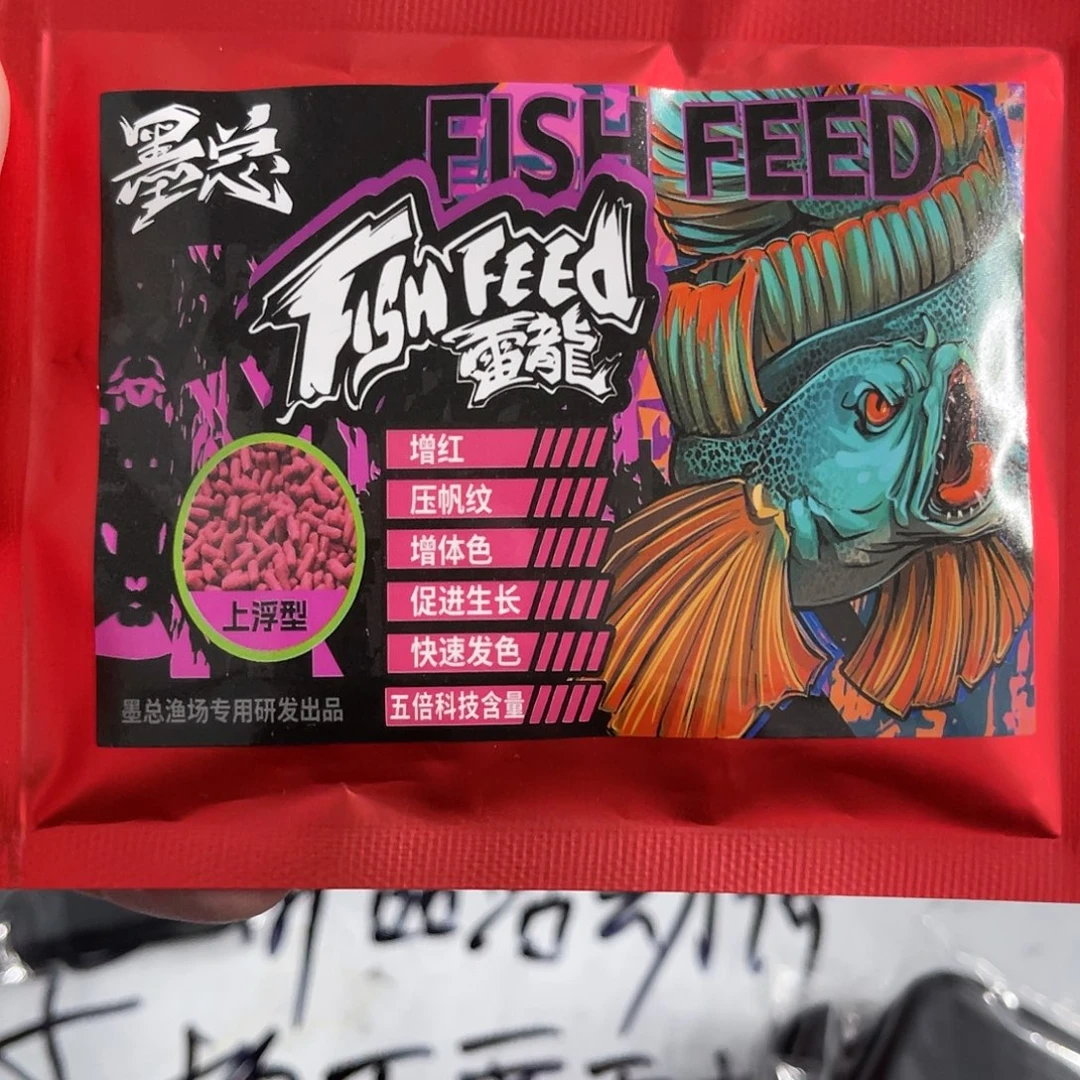 墨总
FISH FEED
FISH FEEd
雷龍
增红
压帆纹
增体色
促进生长
快速发色
五倍科技含量
上浮型
墨总渔场专用研发出品